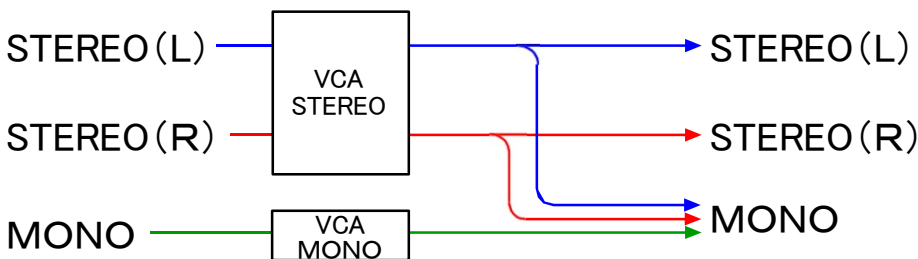 STEREO(L)
VCA
STEREO
STEREO(L)
STEREO(R)
STEREO(R)
MONO
VCA
MONO
MONO